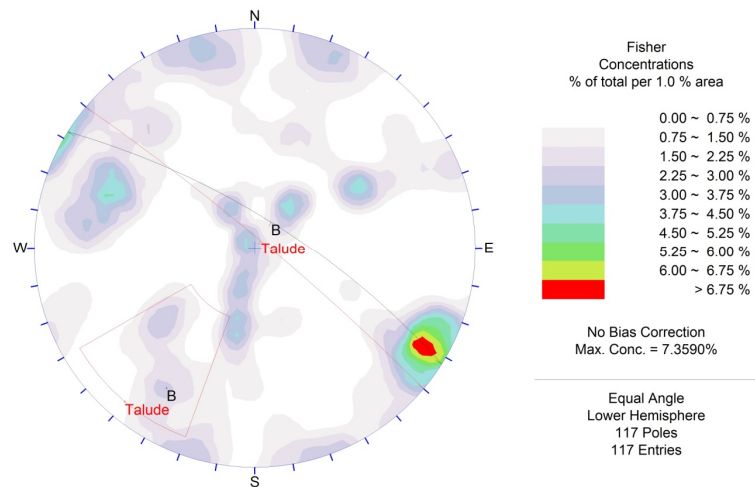 N
W
E
S
B
Talude
B
Talude
Fisher
Concentrations
% of total per 1.0 % area
0.00 ~ 0.75 %
0.75 ~ 1.50 %
1.50 ~ 2.25 %
2.25 ~ 3.00 %
3.00 ~ 3.75 %
3.75 ~ 4.50 %
4.50 ~ 5.25 %
5.25 ~ 6.00 %
6.00 ~ 6.75 %
> 6.75 %
No Bias Correction
Max. Conc. = 7.3590%
Equal Angle
Lower Hemisphere
117 Poles
117 Entries